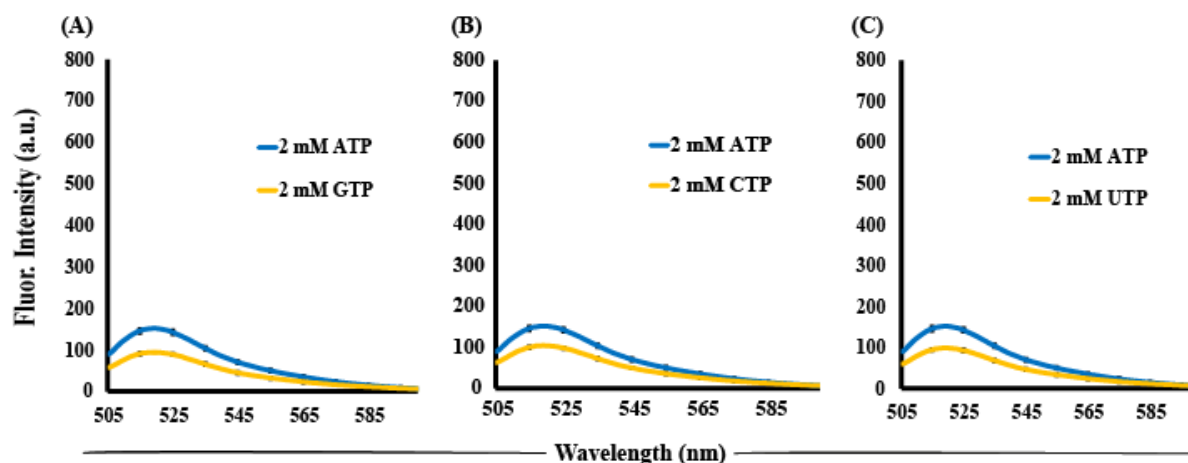 (A)
800
700
600
500
400
300
200
100
0
505 525 545 565 585
2 mM ATP
2 mM GTP
Fluor. Intensity (a.u.)
(B)
800
700
600
500
400
300
200
100
0
505 525 545 565 585
2 mM ATP
2 mM CTP
(C)
800
700
600
500
400
300
200
100
0
505 525 545 565 585
2 mM ATP
2 mM UTP
Wavelength (nm)